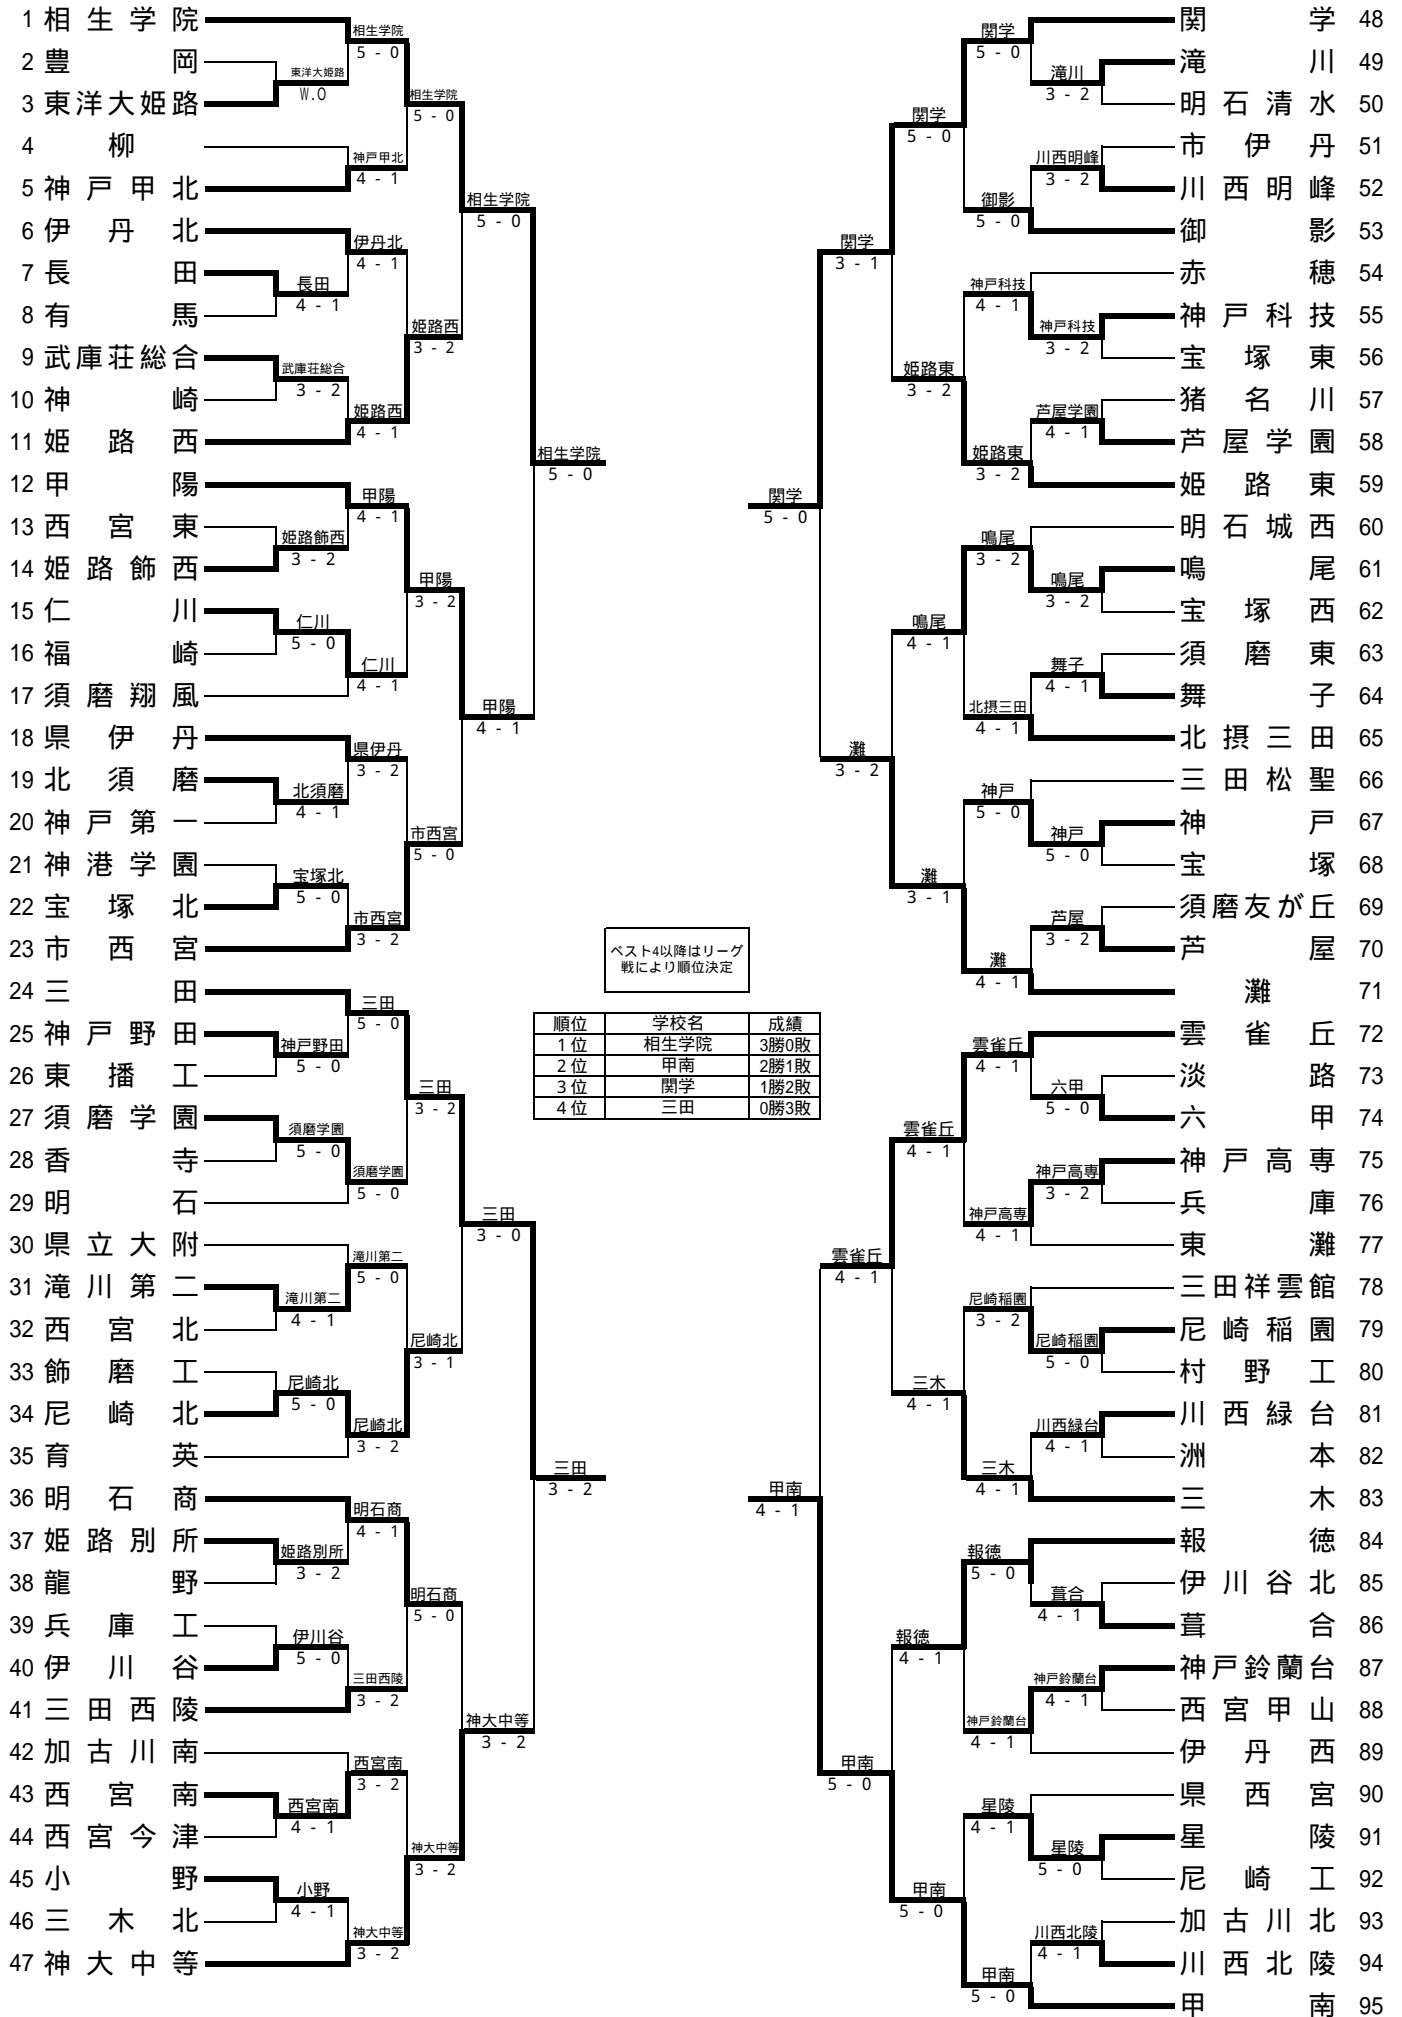 1 相生学院
2 豊岡
3 東洋大姫路
4 柳
5 神戸甲北
6 伊丹北
7 長田
8 有馬
9 武庫荘総合
10 神崎
11 姫路西
12 甲陽
13 西宮東
14 姫路飾西
15 仁川
16 福崎
17 須磨翔風
18 県伊丹
19 北須磨
20 神戸第一
21 神港学園
22 宝塚北
23 市西宮
24 三田
25 神戸野田
26 東播工
27 須磨学園
28 香寺
29 明石
30 県立大附
31 滝川第二
32 西宮北
33 飾磨工
34 尼崎北
35 育英
36 明石商
37 姫路別所
38 龍野
39 兵庫工
40 伊川谷
41 三田西陵
42 加古川南
43 西宮南
44 西宮今津
45 小野
46 三木北
47 神大中等
東洋大姫路
W.O
長田
4 - 1
武庫荘総合
3 - 2
姫路飾西
3 - 2
仁川
5 - 0
北須磨
4 - 1
宝塚北
5 - 0
神戸野田
5 - 0
須磨学園
5 - 0
滝川第二
4 - 1
尼崎北
5 - 0
姫路別所
3 - 2
伊川谷
5 - 0
西宮南
4 - 1
小野
4 - 1
相生学院
5 - 0
神戸甲北
4 - 1
伊丹北
4 - 1
姫路西
4 - 1
甲陽
4 - 1
仁川
4 - 1
県伊丹
3 - 2
市西宮
3 - 2
三田
5 - 0
須磨学園
5 - 0
滝川第二
5 - 0
尼崎北
3 - 2
明石商
4 - 1
三田西陵
3 - 2
西宮南
3 - 2
神大中等
3 - 2
相生学院
5 - 0
姫路西
3 - 2
甲陽
3 - 2
市西宮
5 - 0
三田
3 - 2
尼崎北
3 - 1
明石商
5 - 0
神大中等
3 - 2
相生学院
5 - 0
甲陽
4 - 1
三田
3 - 0
神大中等
3 - 2
相生学院
5 - 0
三田
3 - 2
ベスト4以降はリーグ
戦により順位決定
順位 学校名 成績
1位 相生学院 3勝0敗
2位 甲南 2勝1敗
3位 関学 1勝2敗
4位 三田 0勝3敗
関学
5 - 0
甲南
4 - 1
関学
3 - 1
灘
3 - 2
雲雀丘
4 - 1
甲南
5 - 0
関学
5 - 0
姫路東
3 - 2
鳴尾
4 - 1
灘
3 - 1
雲雀丘
4 - 1
三木
4 - 1
報徳
4 - 1
甲南
5 - 0
関学
5 - 0
御影
5 - 0
神戸科技
4 - 1
姫路東
3 - 2
鳴尾
3 - 2
北摂三田
4 - 1
神戸
5 - 0
灘
4 - 1
雲雀丘
4 - 1
神戸高専
4 - 1
尼崎稲園
3 - 2
三木
4 - 1
報徳
5 - 0
神戸鈴蘭台
4 - 1
星陵
4 - 1
甲南
5 - 0
滝川
3 - 2
川西明峰
3 - 2
神戸科技
3 - 2
芦屋学園
4 - 1
鳴尾
3 - 2
舞子
4 - 1
神戸
5 - 0
芦屋
3 - 2
六甲
5 - 0
神戸高専
3 - 2
尼崎稲園
5 - 0
川西緑台
4 - 1
葺合
4 - 1
神戸鈴蘭台
4 - 1
星陵
5 - 0
川西北陵
4 - 1
関学 48
滝川 49
明石清水 50
市伊丹 51
川西明峰 52
御影 53
赤穂 54
神戸科技 55
宝塚東 56
猪名川 57
芦屋学園 58
姫路東 59
明石城西 60
鳴尾 61
宝塚西 62
須磨東 63
舞子 64
北摂三田 65
三田松聖 66
神戸 67
宝塚 68
須磨友が丘 69
芦屋 70
灘 71
雲雀丘 72
淡路 73
六甲 74
神戸高専 75
兵庫 76
東灘 77
三田祥雲館 78
尼崎稲園 79
村野工 80
川西緑台 81
洲本 82
三木 83
報徳 84
伊川谷北 85
葺合 86
神戸鈴蘭台 87
西宮甲山 88
伊丹西 89
県西宮 90
星陵 91
尼崎工 92
加古川北 93
川西北陵 94
甲南 95